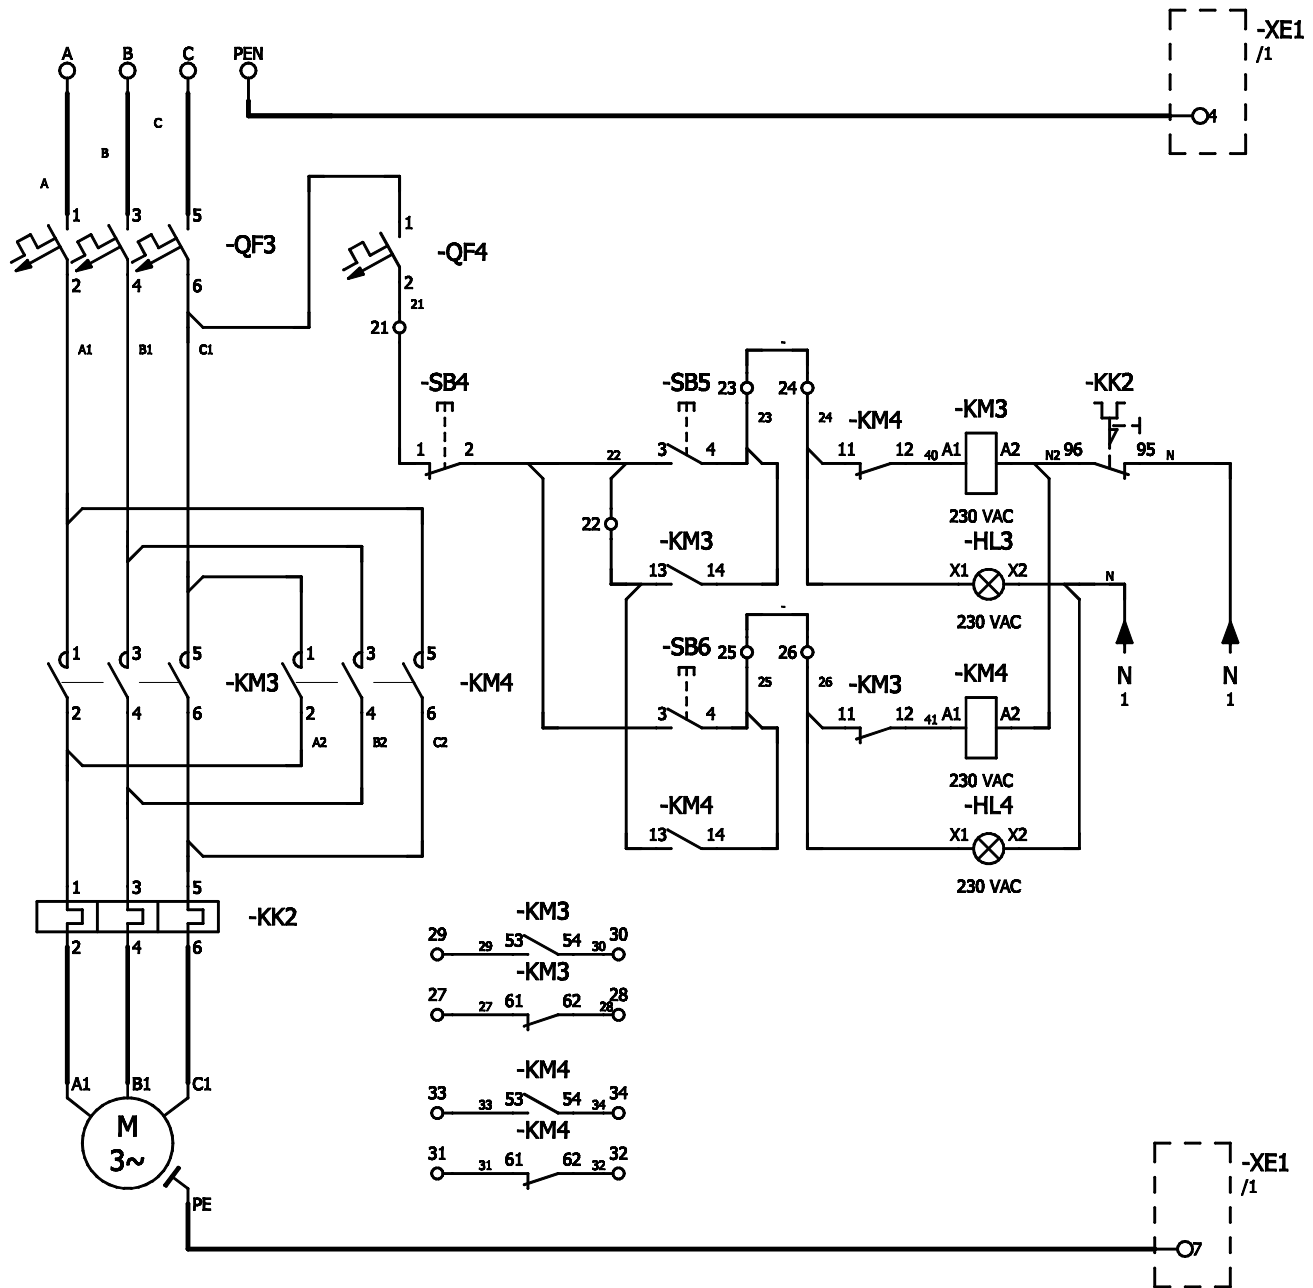 -XE1
A B C PEN /1
4
C
B
A
1 3 5 1
-QF3 -QF4
2 4 6 2
21
21
A1 B1 C1
-SB4 -SB5 23 24 -KK2
-KM3
23 24 -KM4
1 2 22 3 4 11 12 40 A1 A2 N2 96 95 N
230 VAC
22
-KM3 -HL3
13 14 X1 X2 N
230 VAC
-SB6 25 26
1 3 5 1 3 5 N N
-KM3 -KM4 25 26 -KM3 -KM4 1 1
2 4 6 2 4 6 3 4 11 12 41 A1 A2
A2 B2 C2
230 VAC
-KM4 -HL4
13 14 X1 X2
230 VAC
1 3 5
-KK2 -KM3
2 4 6 29 29 53 54 30 30
-KM3
27 27 61 62 28 28
-KM4
A1 B1 C1 33 33 53 54 34 34
M -KM4
3~ 31 31 61 62 32 32
-XE1
/1
PE
7